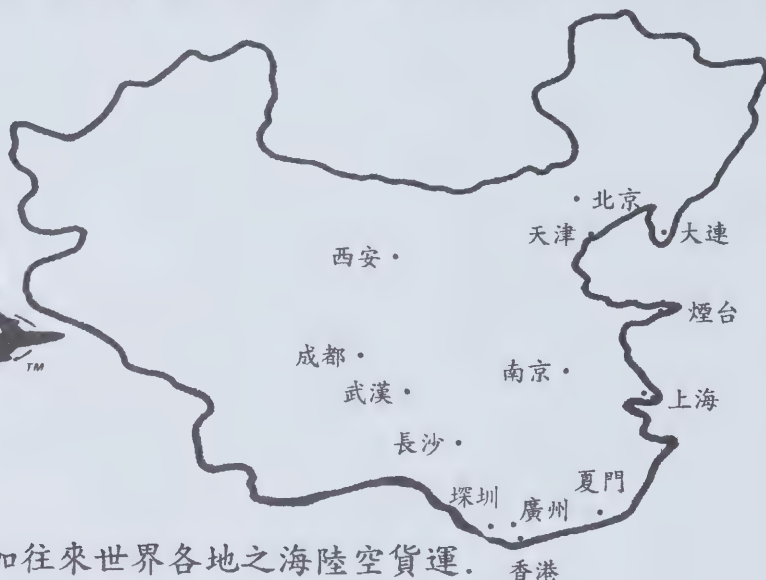 北京
天津
大連
西安
煙台
TM
成都
南京
武漢
上海
長沙
夏門
深圳
廣州
加往來世界各地之海陸空貨運.
香港